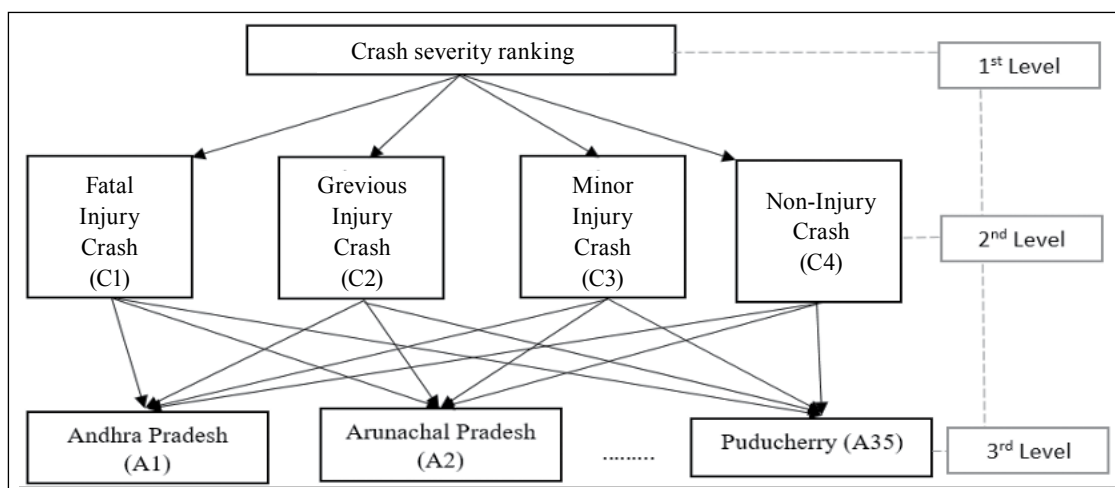 Crash severity ranking
1st Level
Fatal
Injury
Crash
(C1)
Grevious
Injury
Crash
(C2)
Minor
Injury
Crash
(C3)
Non-Injury
Crash
(C4)
2nd Level
Andhra Pradesh
(A1)
Arunachal Pradesh
(A2)
.........
Puducherry (A35)
3rd Level